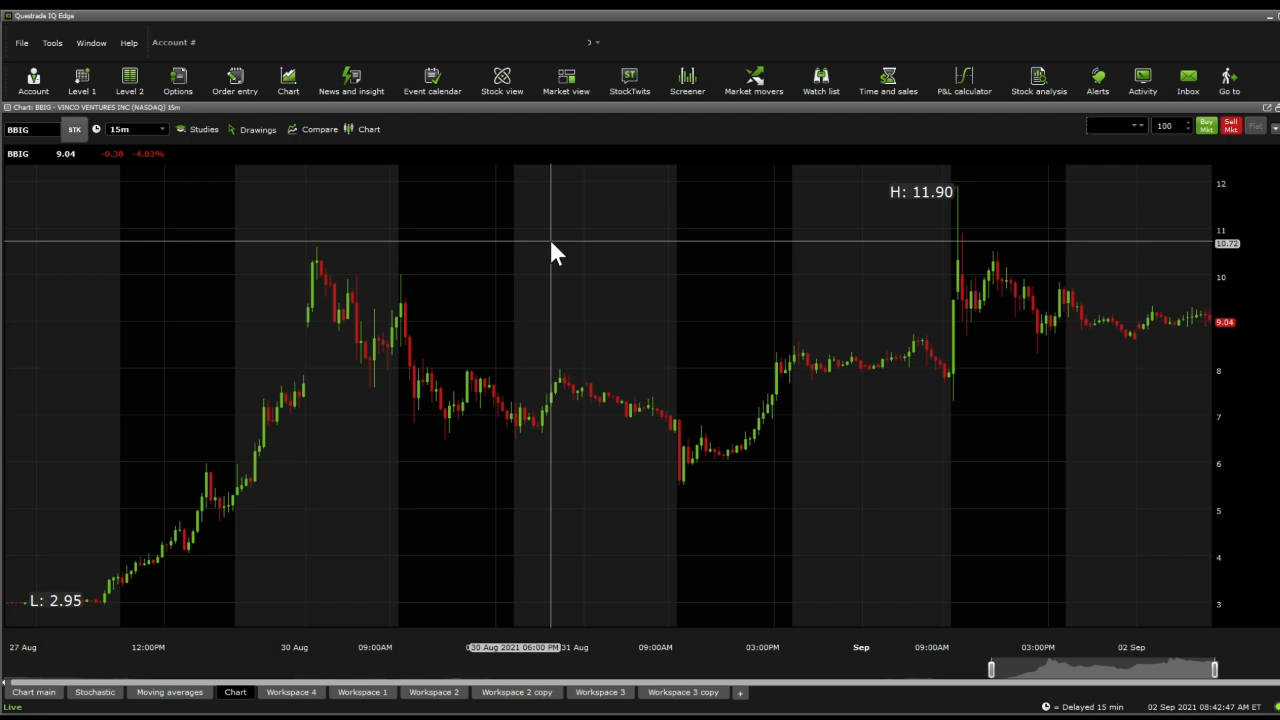 Questrade IQ Edge
File Tools Window Help Account #
Account Level 1 Level 2 Options Order entry Chart News and insight Event calendar Stock view Market view StockTwits Screener Market movers Watch list Time and sales P&L calculator Stock analysis Alerts Activity Inbox Go to
Chart: BBIG - VINCO VENTURES INC (NASDAQ) 15m
BBIG STK 15m Studies Drawings Compare Chart 100 Buy Mkt Sell Mkt Flat
BBIG 9.04 -0.38 -4.03%
12
H: 11.90
11
10.72
10
9.04
8
7
6
5
4
L: 2.95
3
27 Aug 12:00PM 30 Aug 09:00AM 30 Aug 2021 06:00 PM 31 Aug 09:00AM 03:00PM Sep 09:00AM 03:00PM 02 Sep
Chart main Stochastic Moving averages Chart Workspace 4 Workspace 1 Workspace 2 Workspace 2 copy Workspace 3 Workspace 3 copy +
Live = Delayed 15 min 02 Sep 2021 08:42:47 AM ET